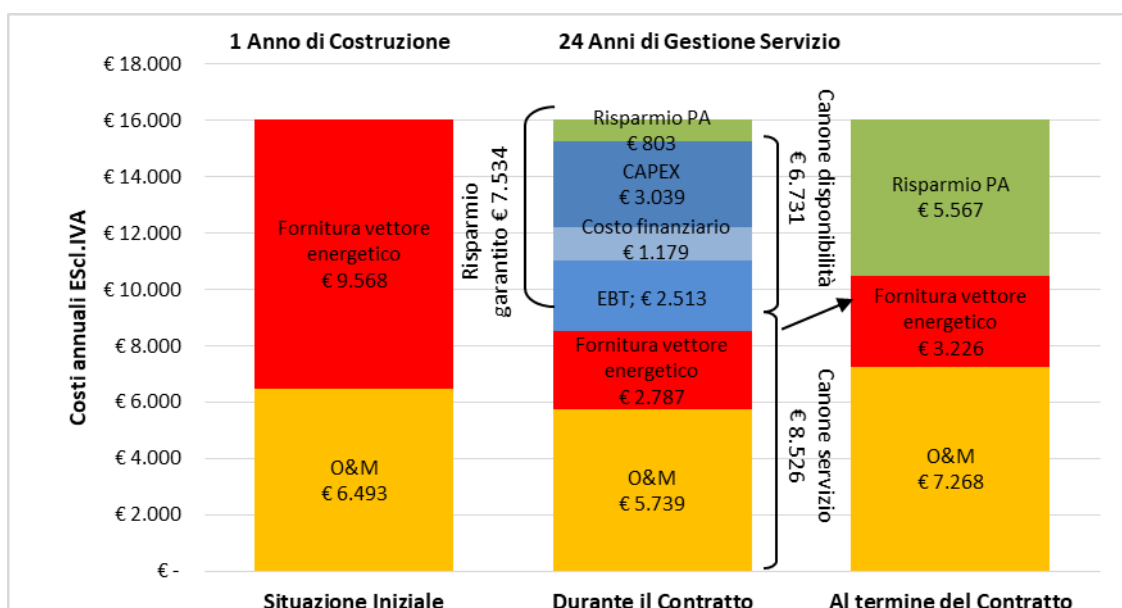 1 Anno di Costruzione
24 Anni di Gestione Servizio
Costi annuali EScl.IVA
€ 18.000
€ 16.000
€ 14.000
€ 12.000
€ 10.000
€ 8.000
€ 6.000
€ 4.000
€ 2.000
€ -
Fornitura vettore
energetico
€ 9.568
O&M
€ 6.493
Risparmio
garantito € 7.534
Risparmio PA
€ 803
CAPEX
€ 3.039
Costo finanziario
€ 1.179
EBT; € 2.513
Fornitura vettore
energetico
€ 2.787
O&M
€ 5.739
Canone disponibilità
€ 6.731
Canone servizio
€ 8.526
Risparmio PA
€ 5.567
Fornitura vettore
energetico
€ 3.226
O&M
€ 7.268
Situazione Iniziale
Durante il Contratto
Al termine del Contratto